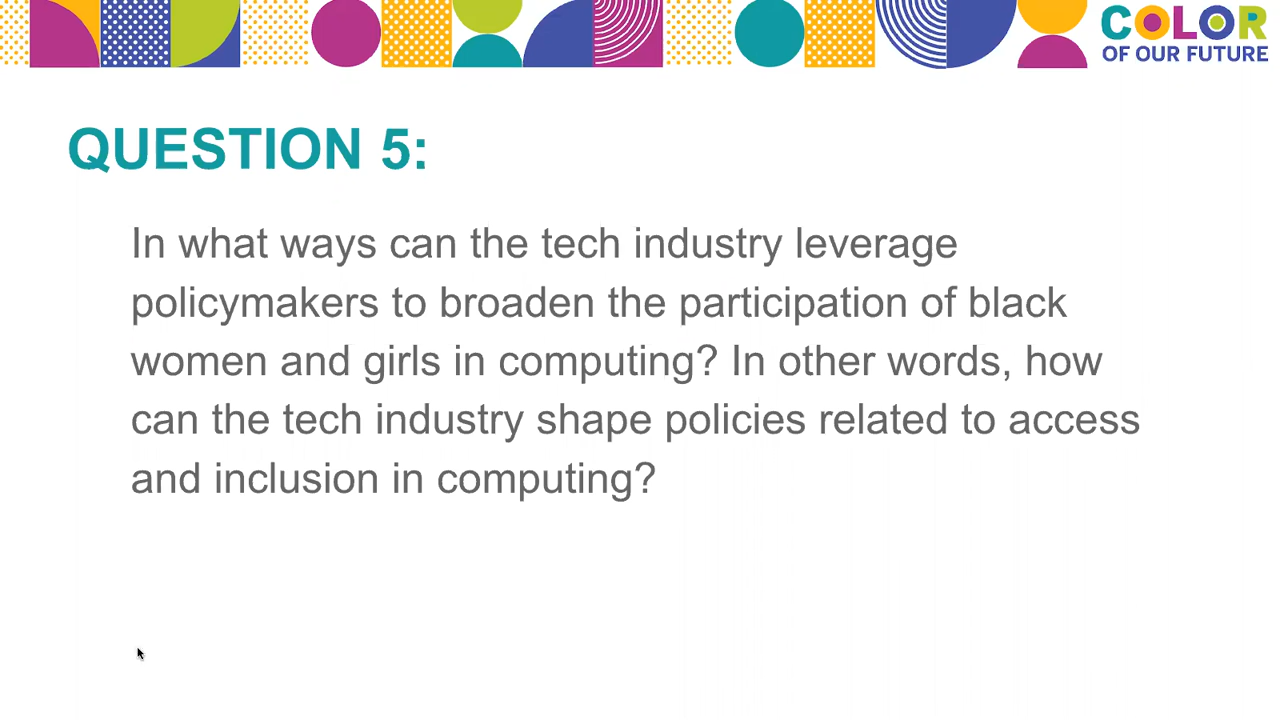 COLOR
OF OUR FUTURE
QUESTION 5:
In what ways can the tech industry leverage
policymakers to broaden the participation of black
women and girls in computing? In other words, how
can the tech industry shape policies related to access
and inclusion in computing?